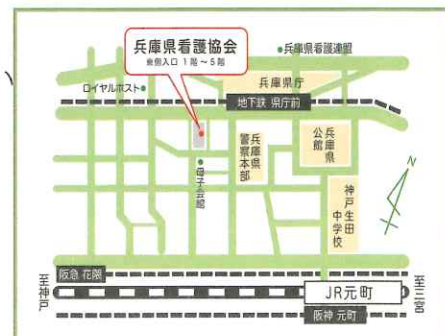 兵庫県看護協会
東側入口 1階～5階
兵庫県看護連盟
ロイヤルホスト
兵庫県庁
地下鉄 県庁前
母子会館
兵庫県
警察本部
兵庫県
公館
神戸生田
中学校
N
阪急 花隈
至神戸
JR元町
至三宮
阪神 元町